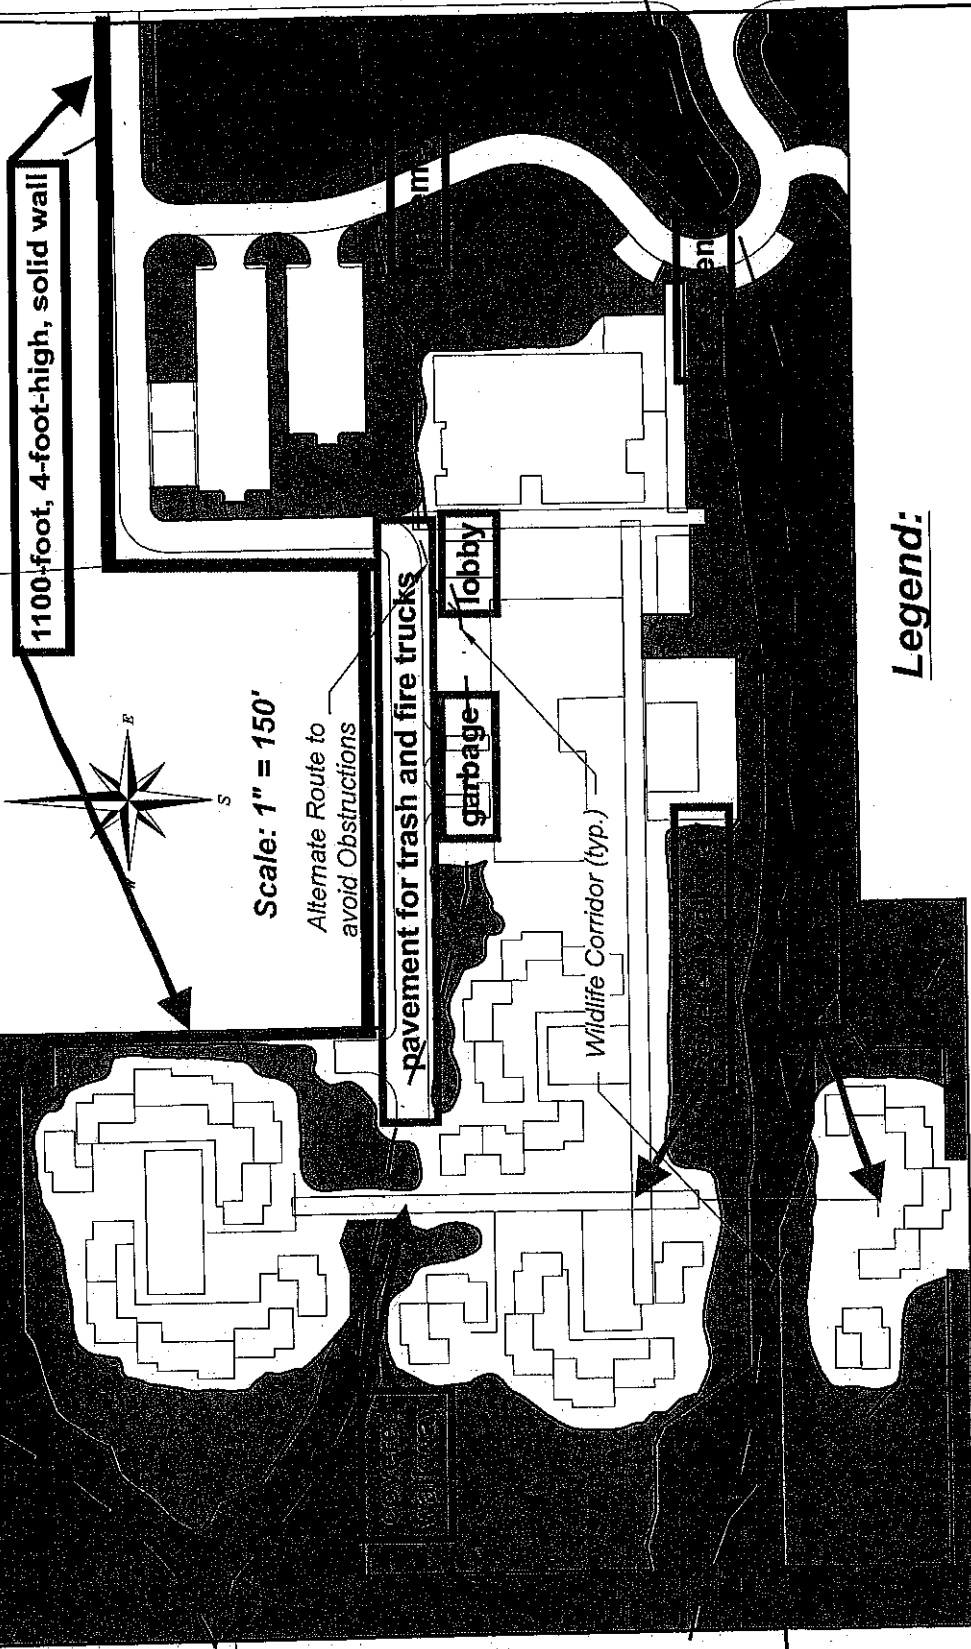 1100-foot, 4-foot-high, solid wall
E
S
Scale: 1" = 150'
Alternate Route to
avoid Obstructions
pavement for trash and fire trucks
lobby
garbage
Wildlife Corridor (typ.)
Legend:
m
en